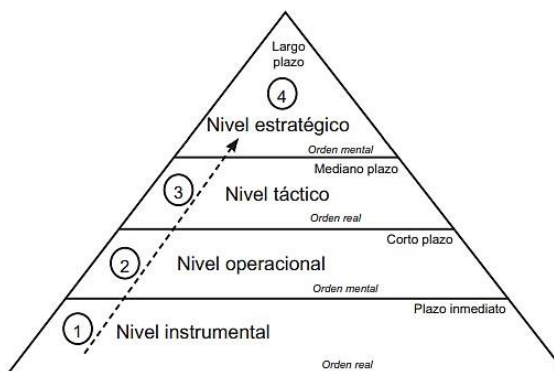 Largo
plazo
4
Nivel estratégico
Orden mental
Mediano plazo
3
Nivel táctico
Orden real
Corto plazo
2
Nivel operacional
Orden mental
Plazo inmediato
1
Nivel instrumental
Orden real